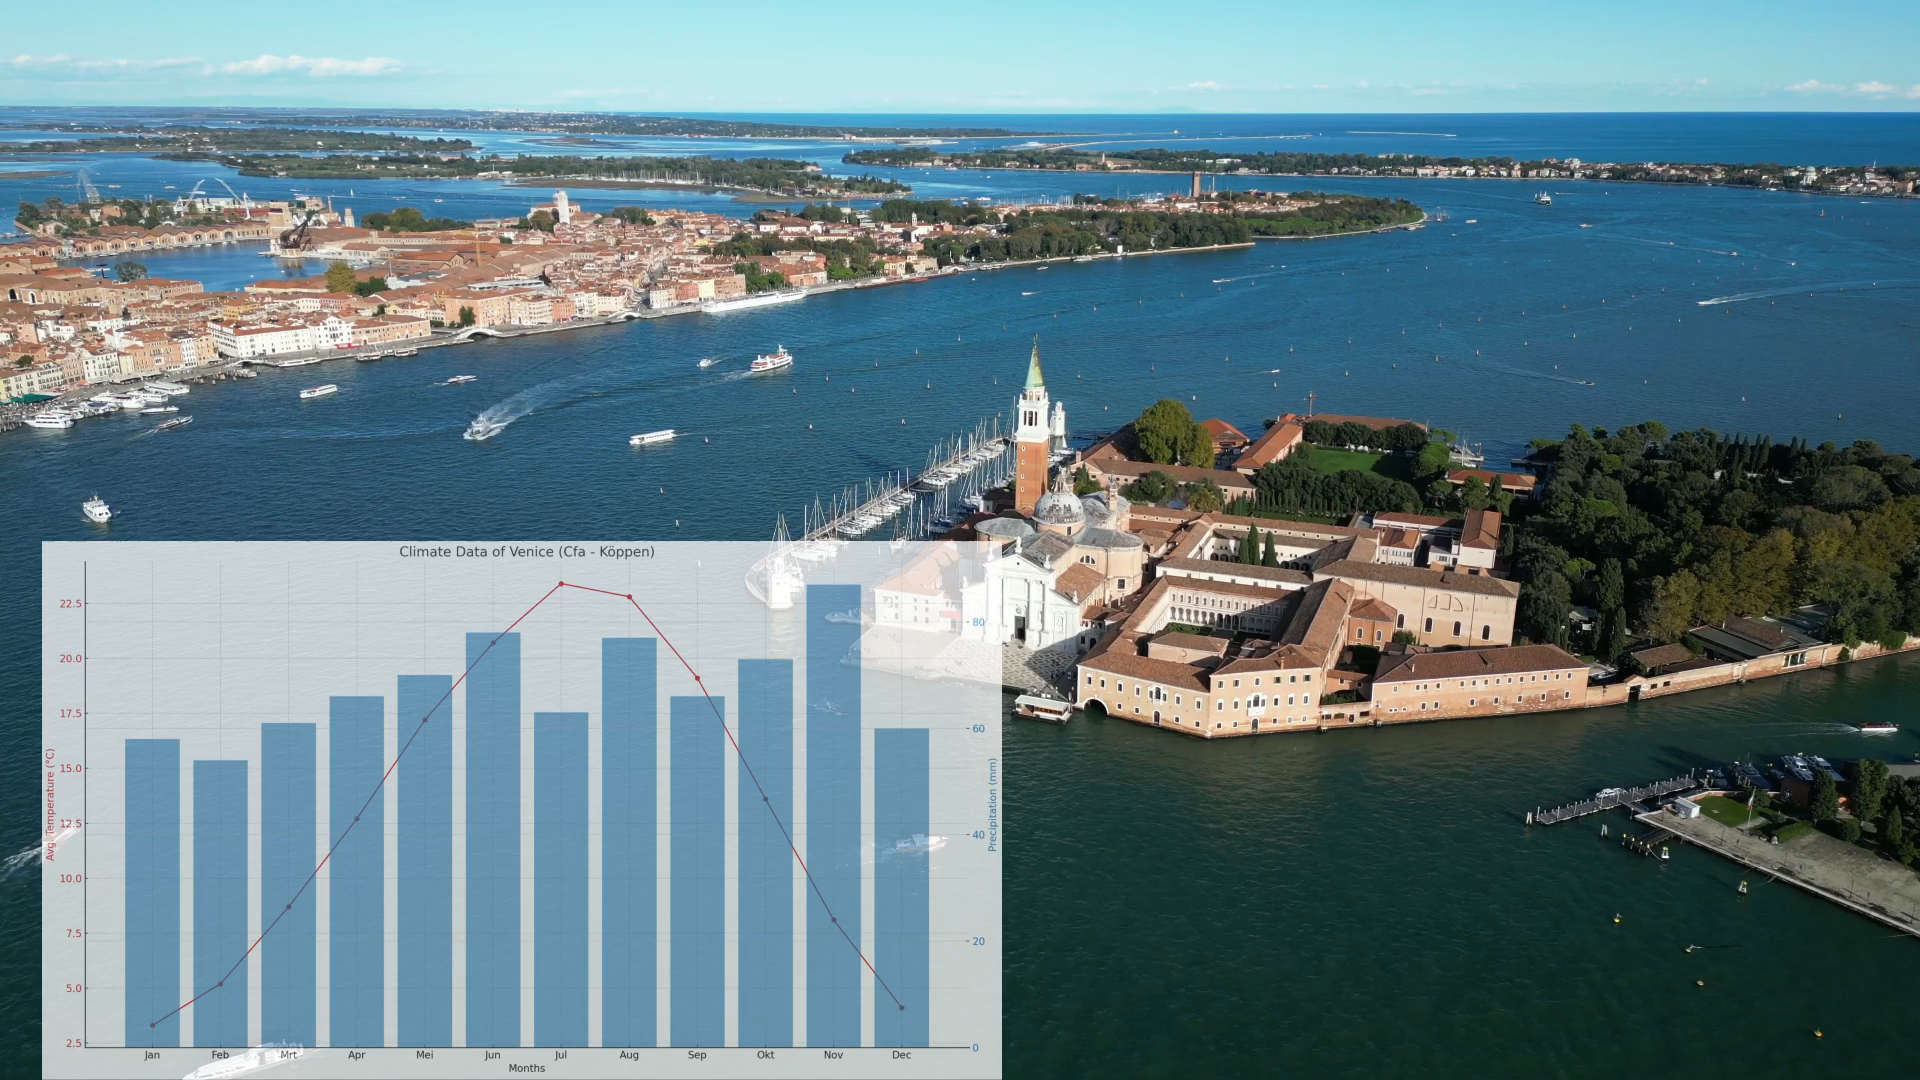 Climate Data of Venice (Cfa - Köppen)
22.5
20.0
17.5
15.0
12.5
10.0
7.5
5.0
2.5
Avg. Temperature (°C)
80
60
40
20
0
Precipitation (mm)
Jan Feb Mrt Apr Mei Jun Jul Aug Sep Okt Nov Dec
Months